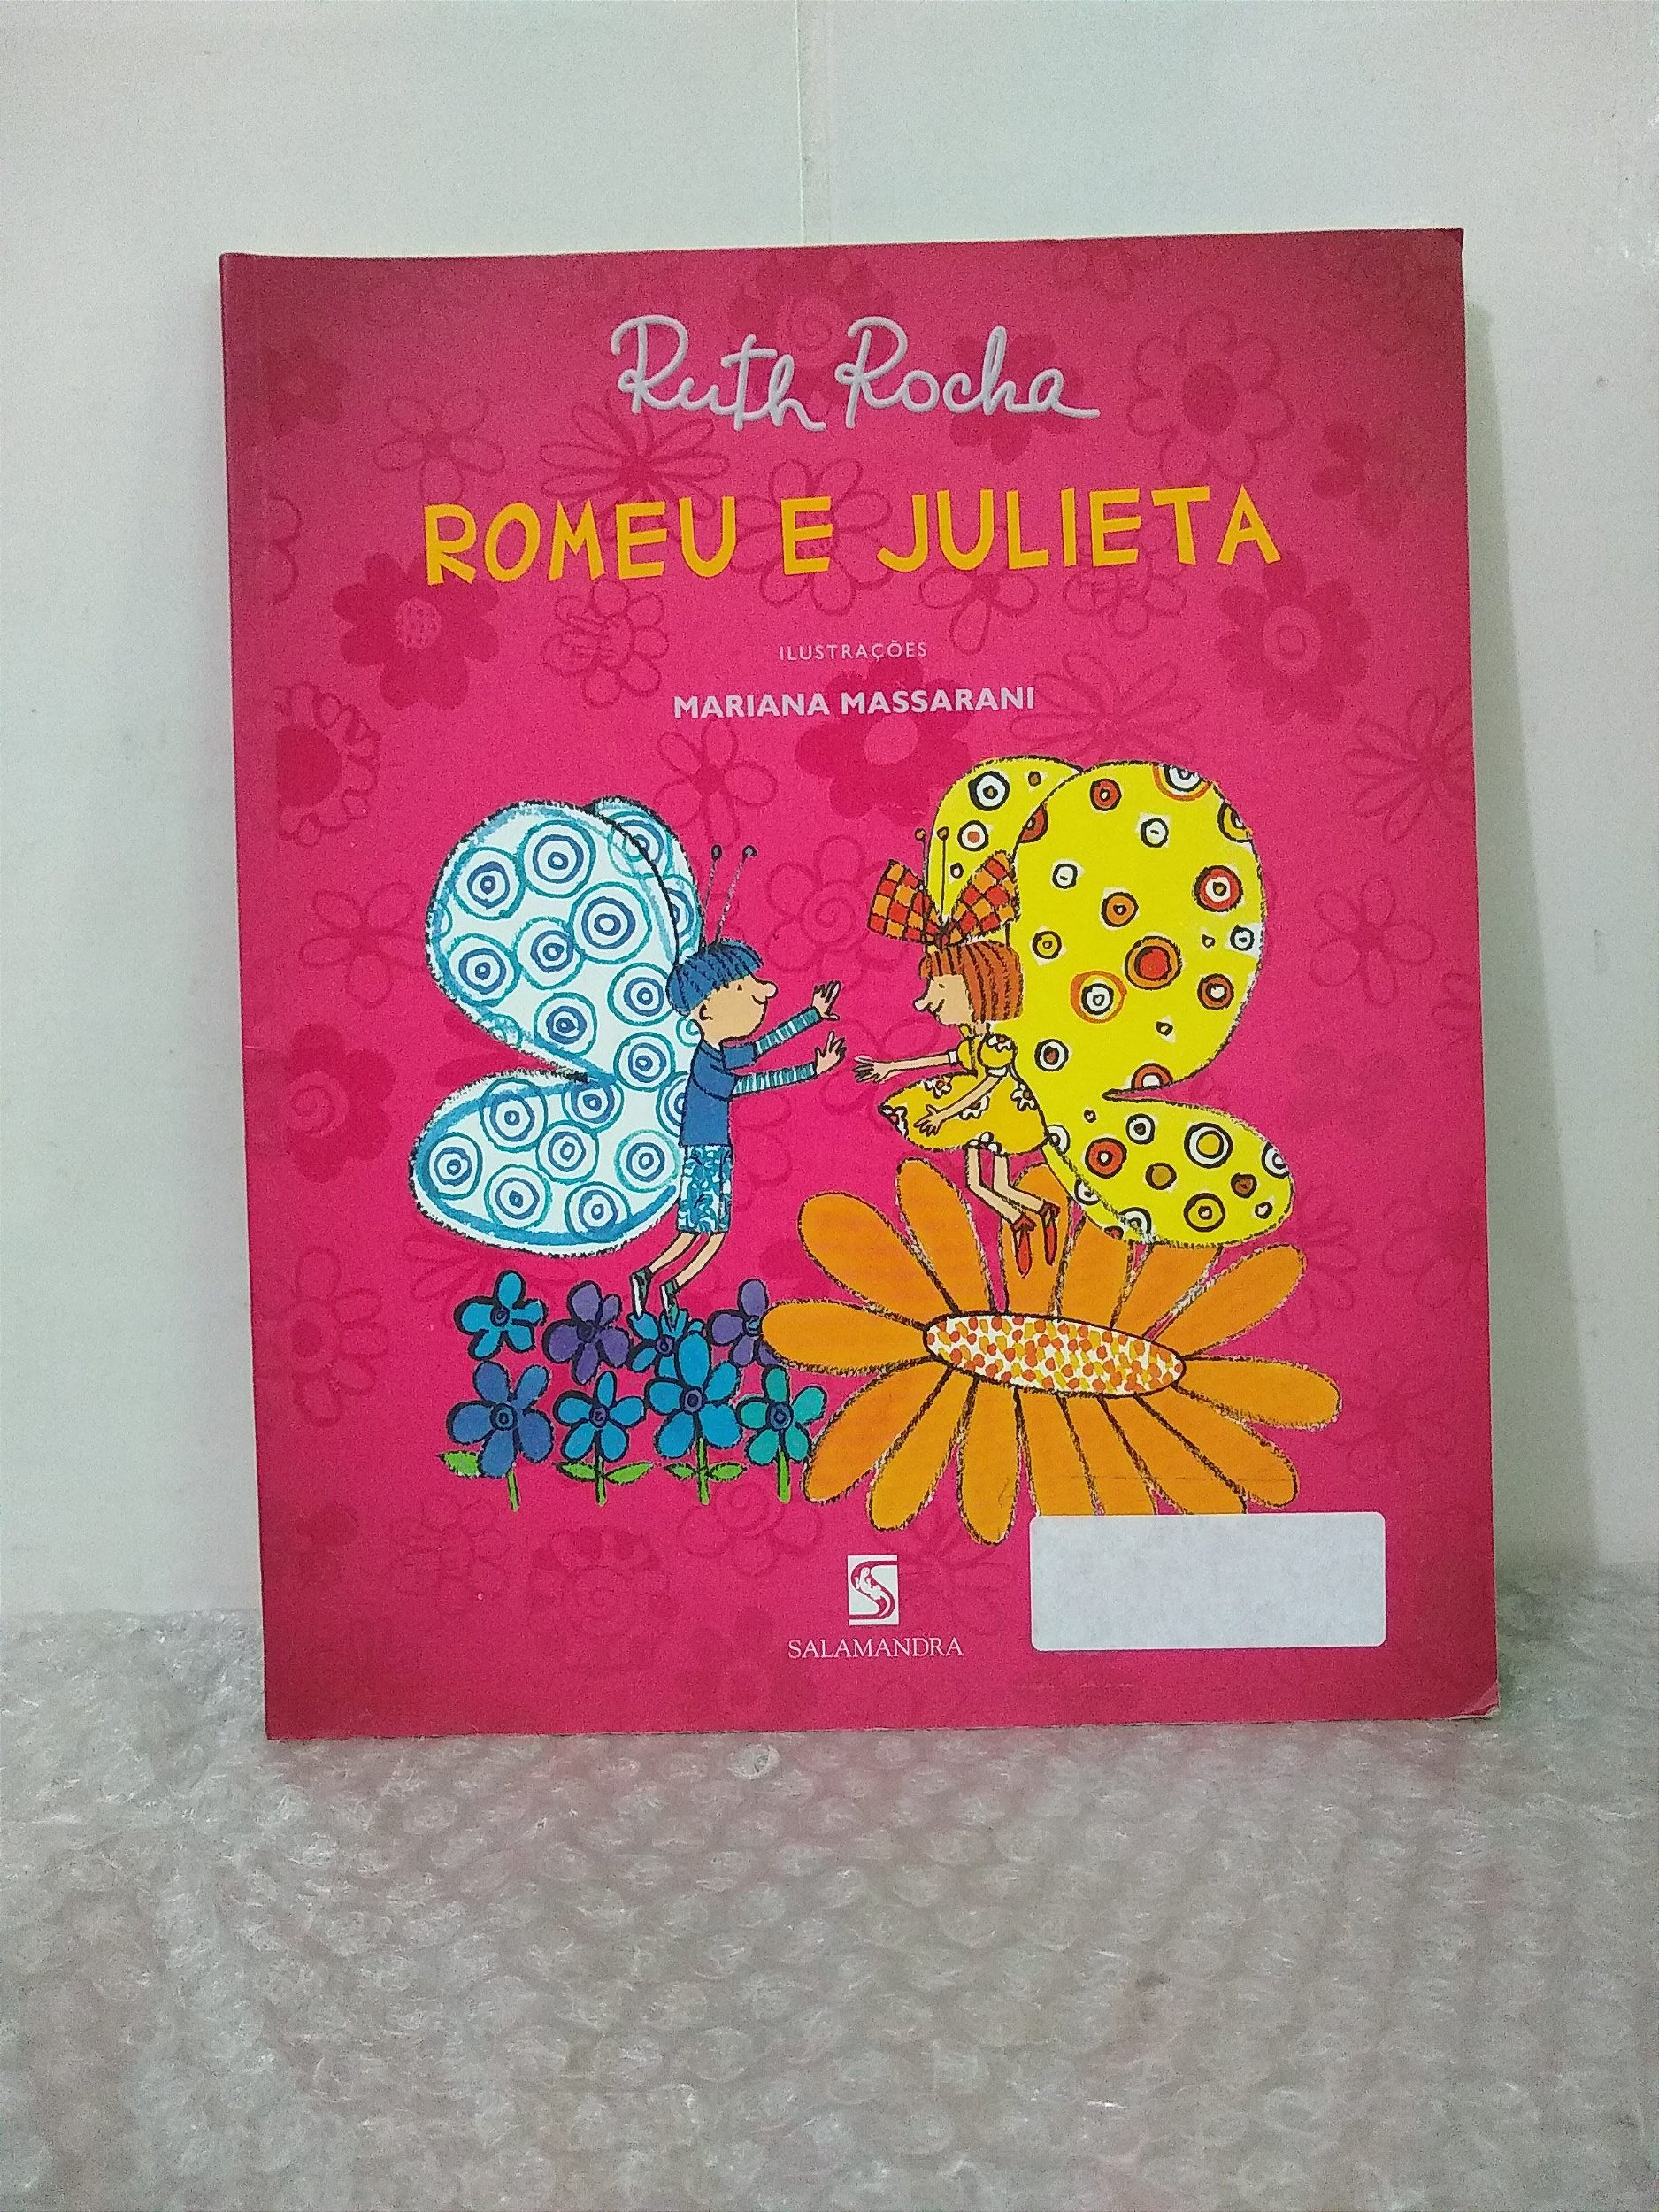 Ruth Rocha
ROMEU E JULIETA
ILUSTRAÇÕES
MARIANA MASSARANI
S
SALAMANDRA